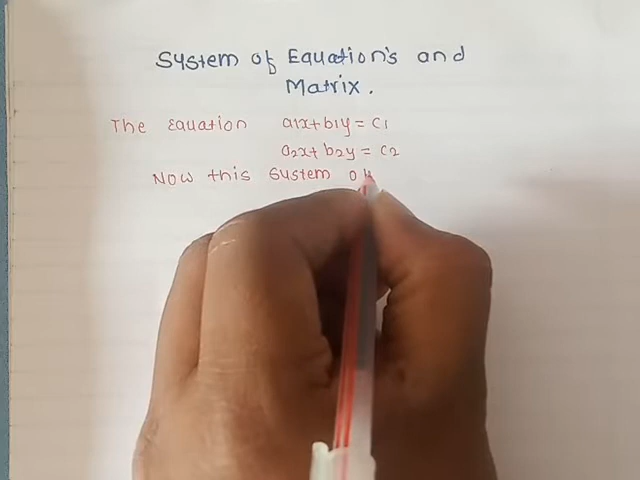 System of Equation's and
Matrix.
The Equation a1x+b1y = c1
a2x+ b2y = c2
Now this system